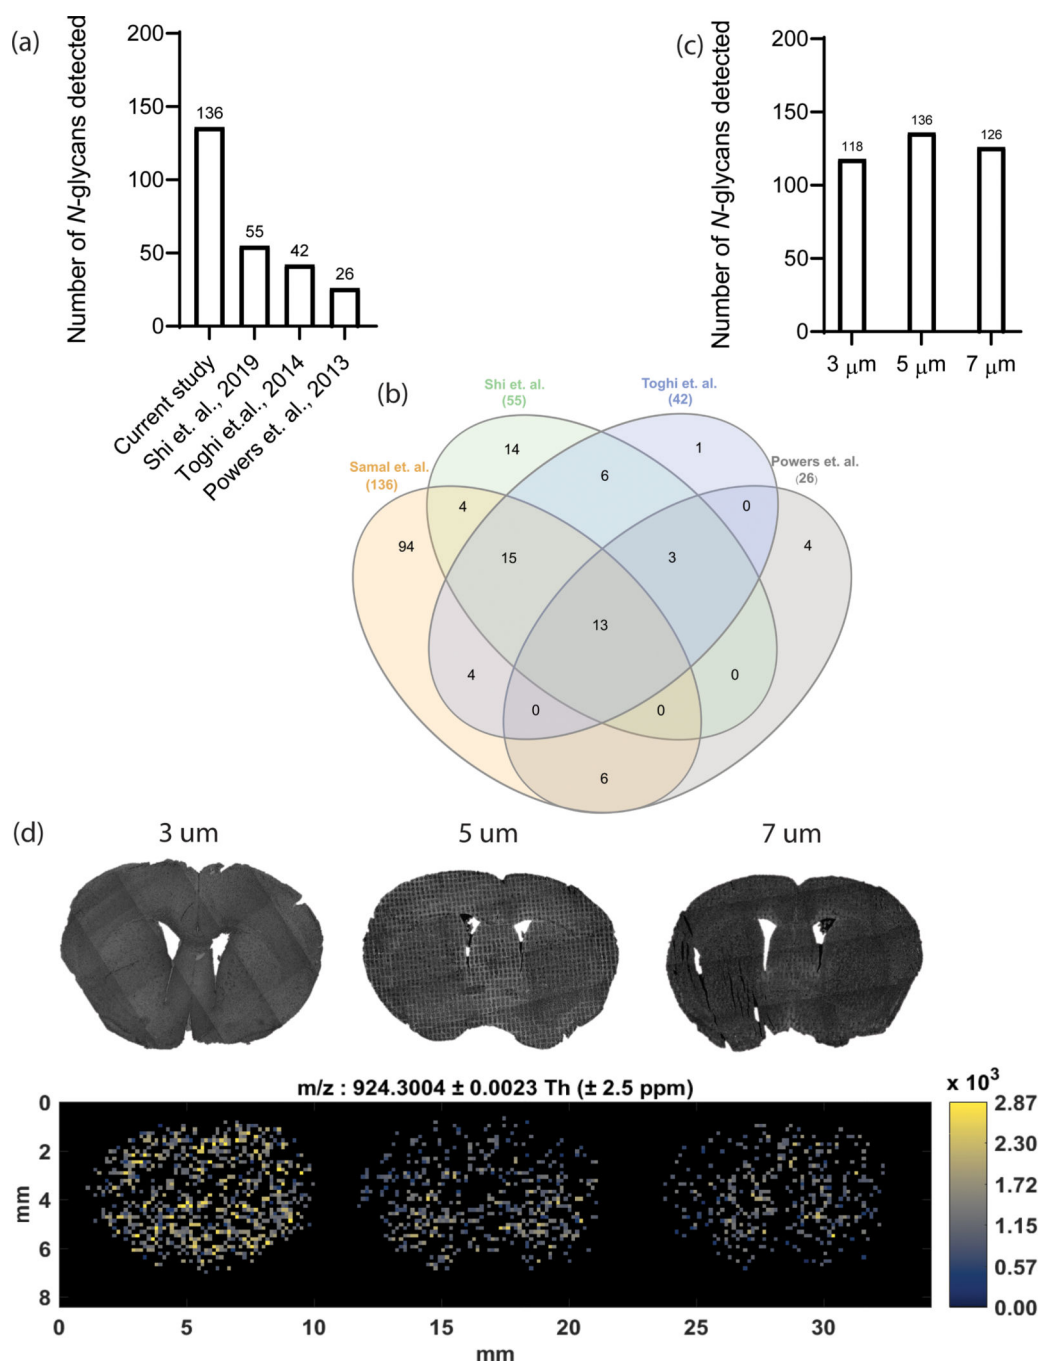 (a)
Number of N-glycans detected
200
150
100
50
0
136
55
42
26
Current study
Shi et. al., 2019
Toghi et.al., 2014
Powers et. al., 2013
(c)
Number of N-glycans detected
200
150
100
50
0
118
136
126
3 μm
5 μm
7 μm
(b)
Shi et. al.
(55)
Toghi et. al.
(42)
Samal et. al.
(136)
Powers et. al.
(26)
14
1
6
4
0
94
15
3
4
13
4
0
0
0
6
(d)
3 um
5 um
7 um
m/z : 924.3004 ± 0.0023 Th (± 2.5 ppm)
x 10³
0
2
4
6
8
mm
0
5
10
15
20
25
30
mm
2.87
2.30
1.72
1.15
0.57
0.00